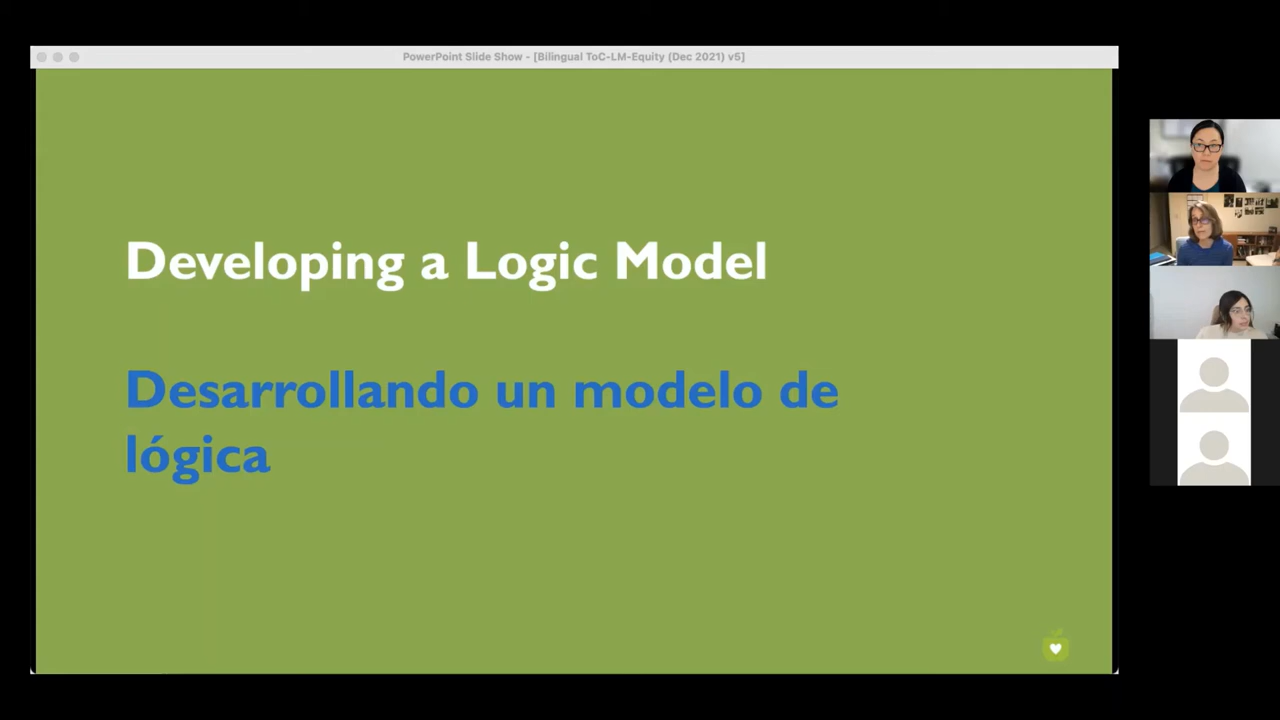 PowerPoint Slide Show - [Bilingual ToC-LM-Equity (Dec 2021) v5]
Developing a Logic Model
Desarrollando un modelo de
lógica